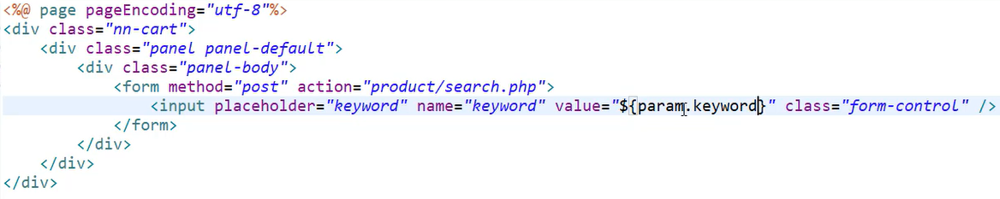 <%@ page pageEncoding="utf-8"%>
<div class="nn-cart">
    <div class="panel panel-default">
        <div class="panel-body">
            <form method="post" action="product/search.php">
                <input placeholder="keyword" name="keyword" value="${param.keyword}" class="form-control" />
            </form>
        </div>
    </div>
</div>